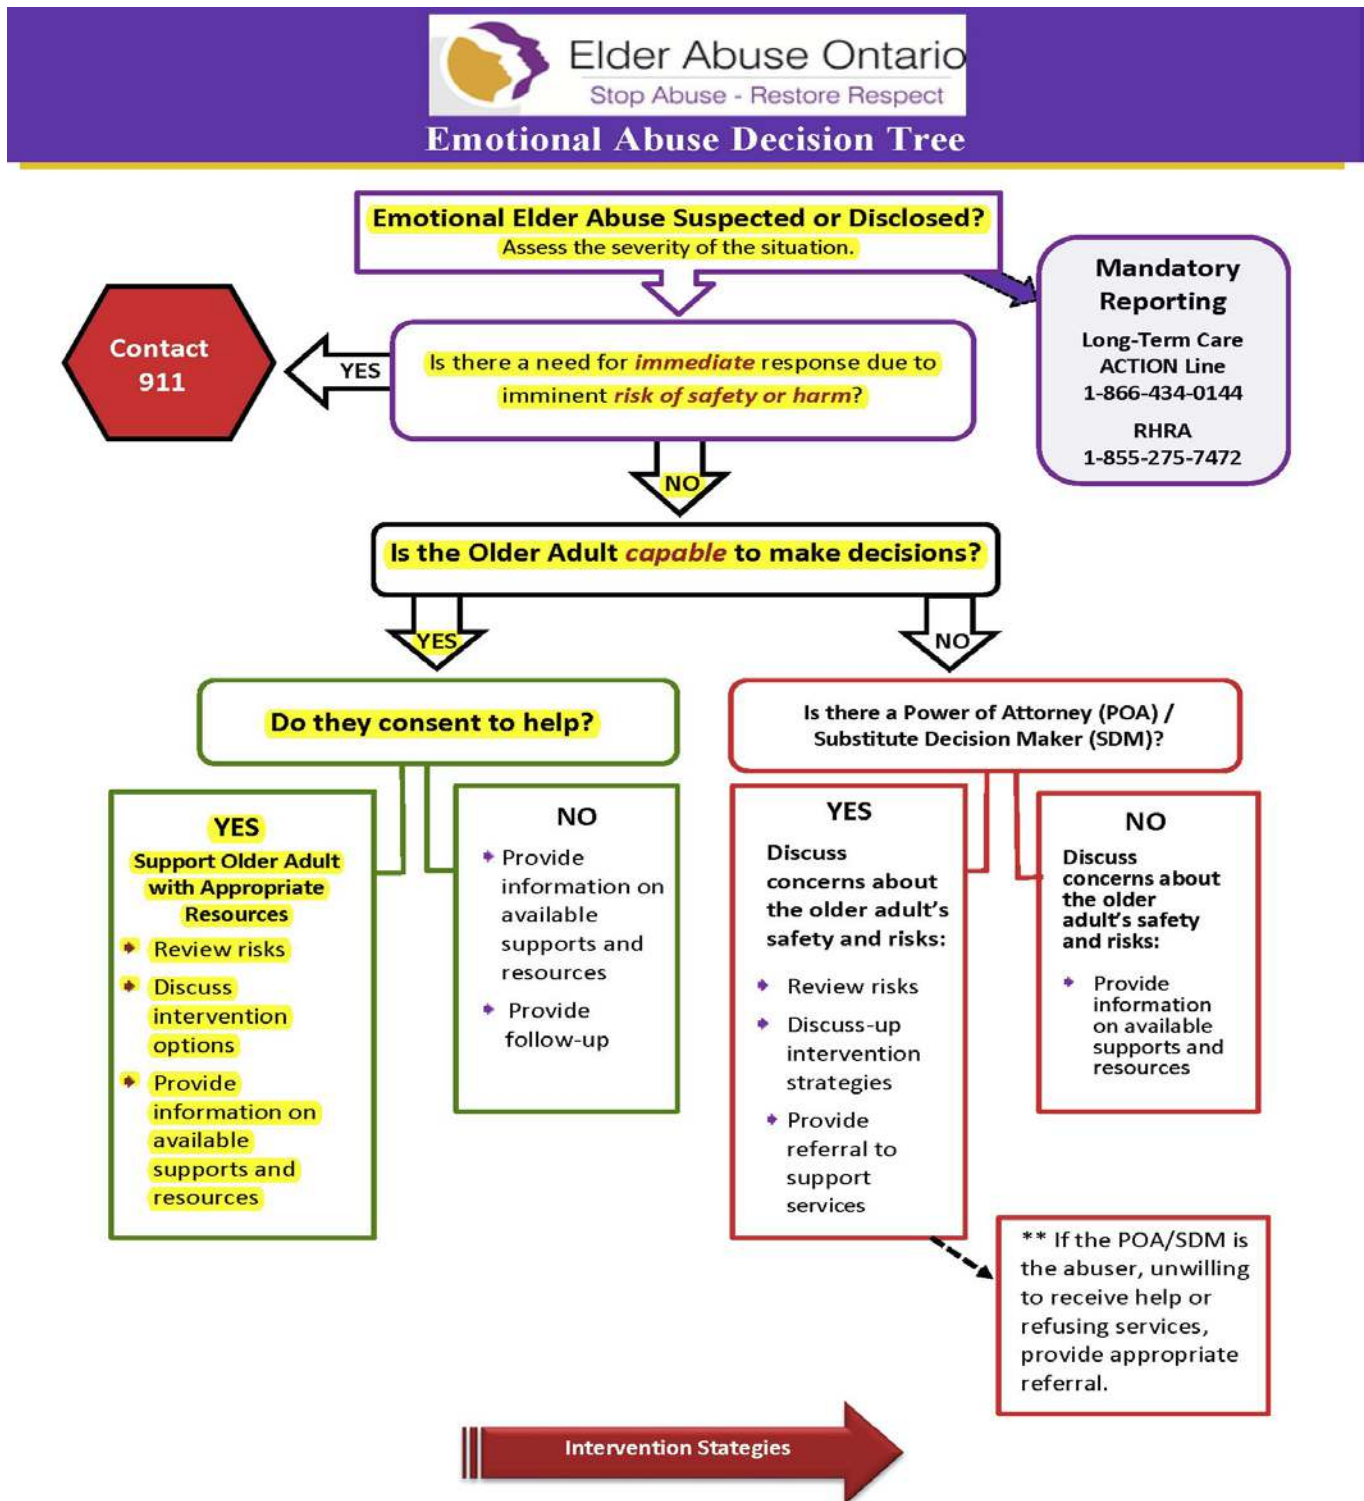 Elder Abuse Ontario
Stop Abuse - Restore Respect
Emotional Abuse Decision Tree
Emotional Elder Abuse Suspected or Disclosed?
Assess the severity of the situation.
Mandatory
Reporting
Long-Term Care
ACTION Line
1-866-434-0144
RHRA
1-855-275-7472
Contact
911
YES
Is there a need for immediate response due to
imminent risk of safety or harm?
NO
Is the Older Adult capable to make decisions?
YES
NO
Do they consent to help?
Is there a Power of Attorney (POA) /
Substitute Decision Maker (SDM)?
YES
Support Older Adult
with Appropriate
Resources
Review risks
Discuss
intervention
options
Provide
information on
available
supports and
resources
NO
Provide
information on
available
supports and
resources
Provide
follow-up
YES
Discuss
concerns about
the older adult's
safety and risks:
Review risks
Discuss-up
intervention
strategies
Provide
referral to
support
services
NO
Discuss
concerns about
the older
adult's safety
and risks:
Provide
information
on available
supports and
resources
** If the POA/SDM is
the abuser, unwilling
to receive help or
refusing services,
provide appropriate
referral.
Intervention Stategies